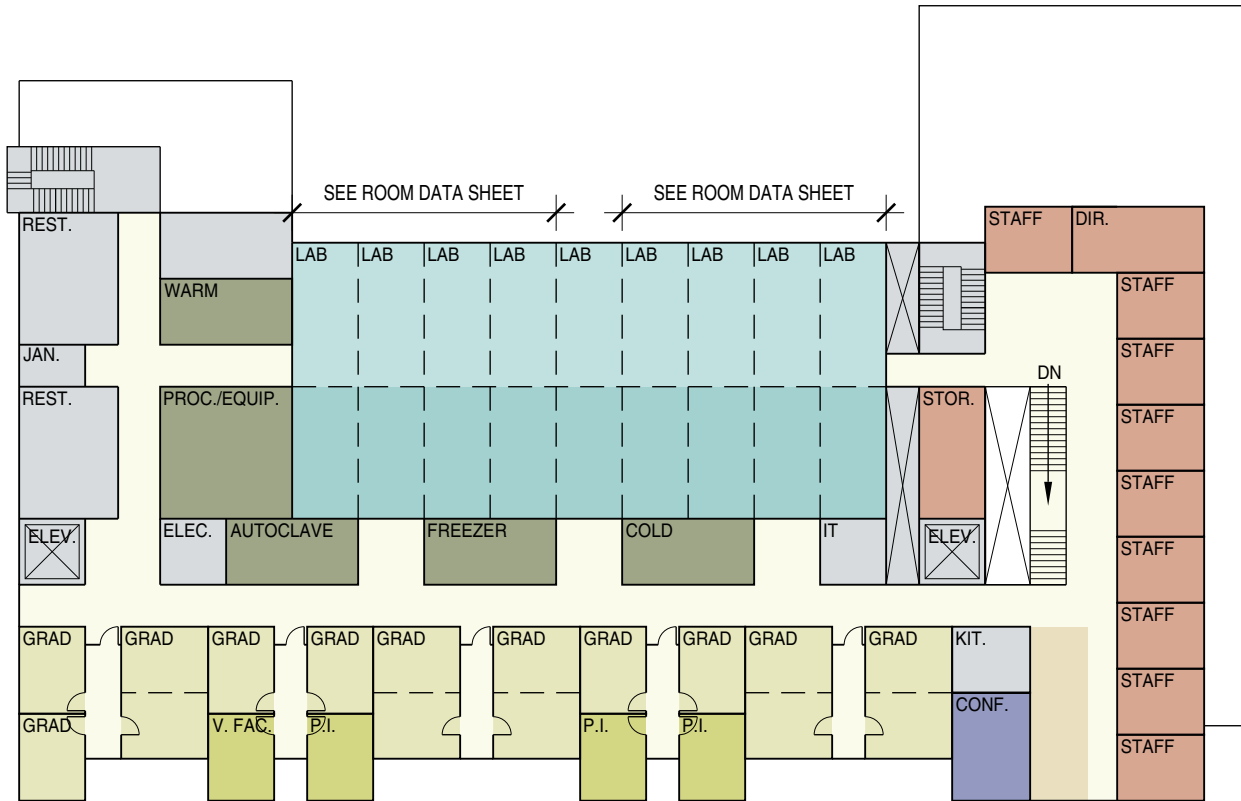 SEE ROOM DATA SHEET
SEE ROOM DATA SHEET
REST.
STAFF
DIR.
LAB
LAB
LAB
LAB
LAB
LAB
LAB
LAB
LAB
WARM
STAFF
JAN.
STAFF
DN
REST.
PROC./EQUIP.
STOR.
STAFF
STAFF
ELEV.
ELEC.
AUTOCLAVE
FREEZER
COLD
IT
ELEV.
STAFF
STAFF
GRAD
GRAD
GRAD
GRAD
GRAD
GRAD
GRAD
GRAD
GRAD
GRAD
KIT.
STAFF
CONF.
GRAD
V. FAC.
P.I.
P.I.
P.I.
STAFF